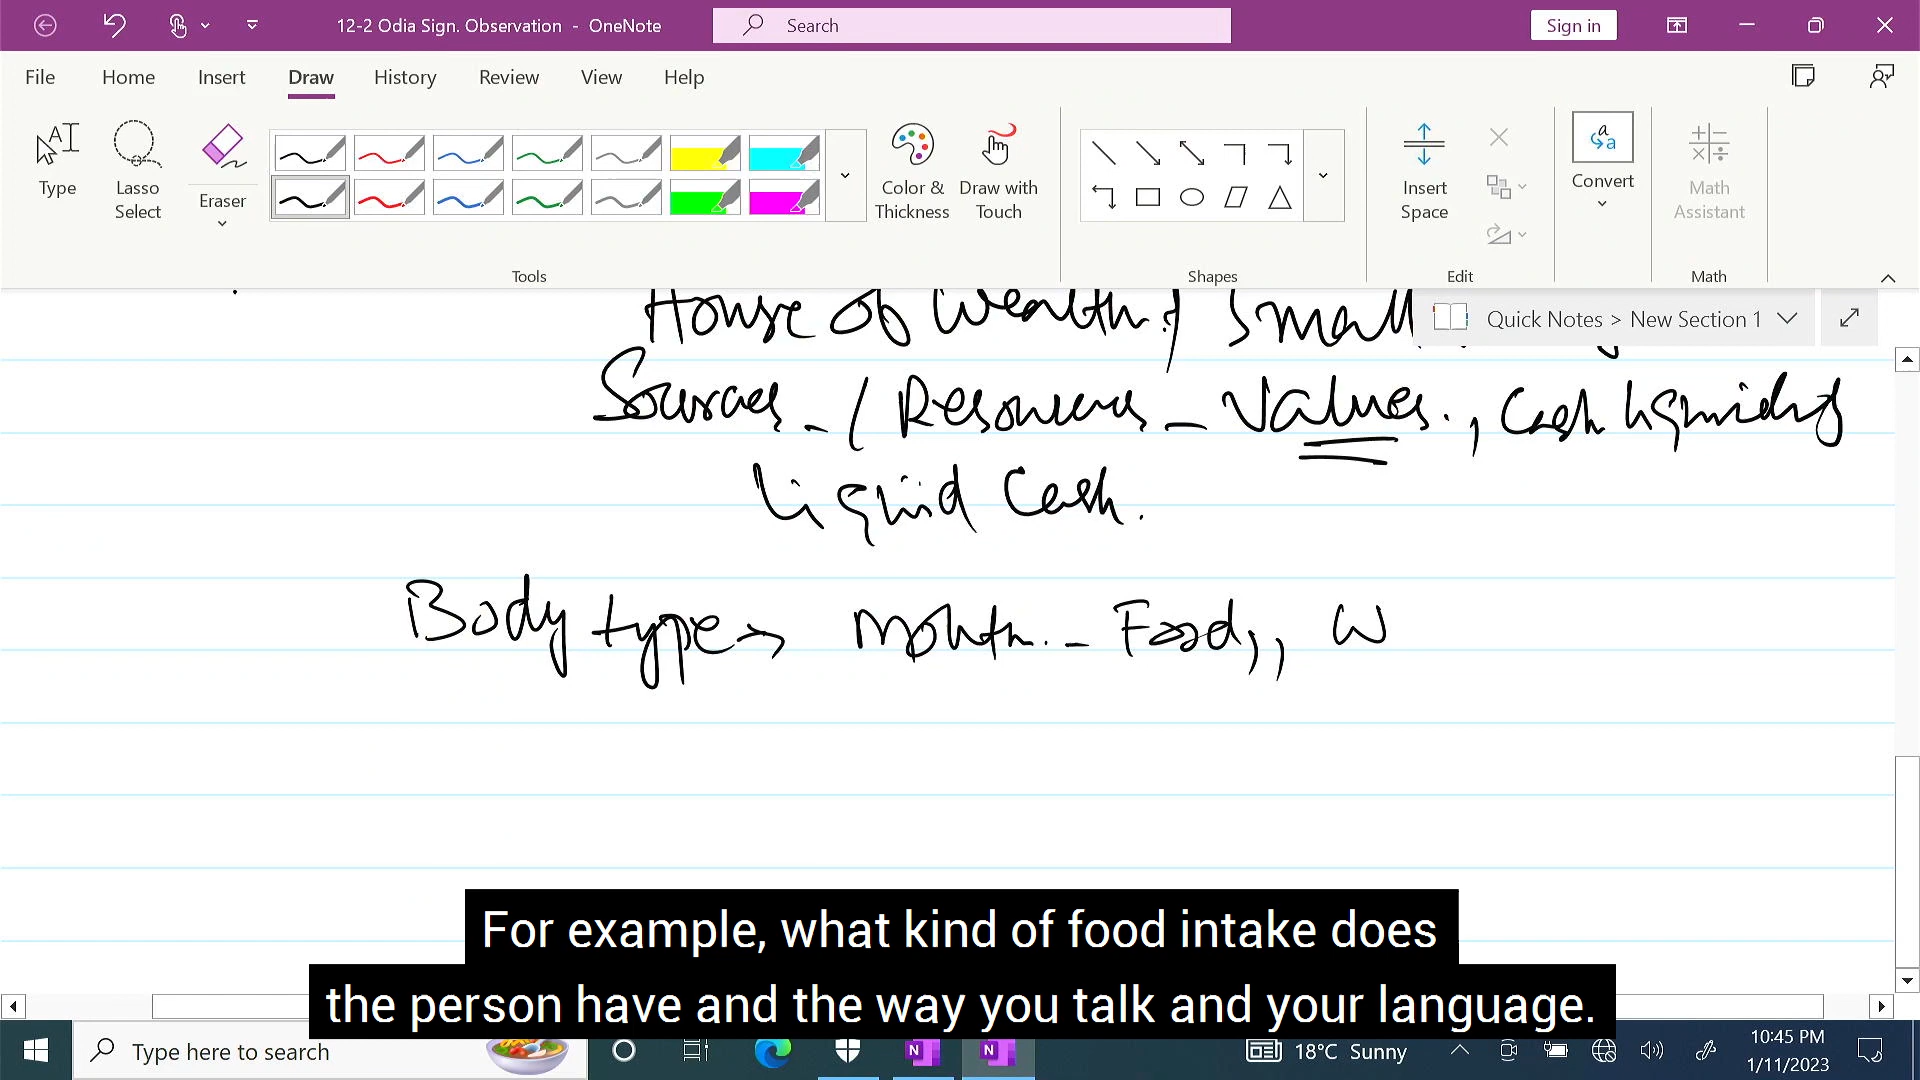 12-2 Odia Sign. Observation - OneNote
Search
Sign in
File Home Insert Draw History Review View Help
Type
Lasso Select
Eraser
Color & Thickness
Draw with Touch
Insert Space
Convert
Math Assistant
Tools Shapes Edit Math
Quick Notes > New Section 1
House of Wealth. Small
Sources - / Resources - Values., Cash liquidity
Liquid Cash.
Body type → Mouth. - Food,, W
For example, what kind of food intake does
the person have and the way you talk and your language.
Type here to search
18°C Sunny
10:45 PM
1/11/2023